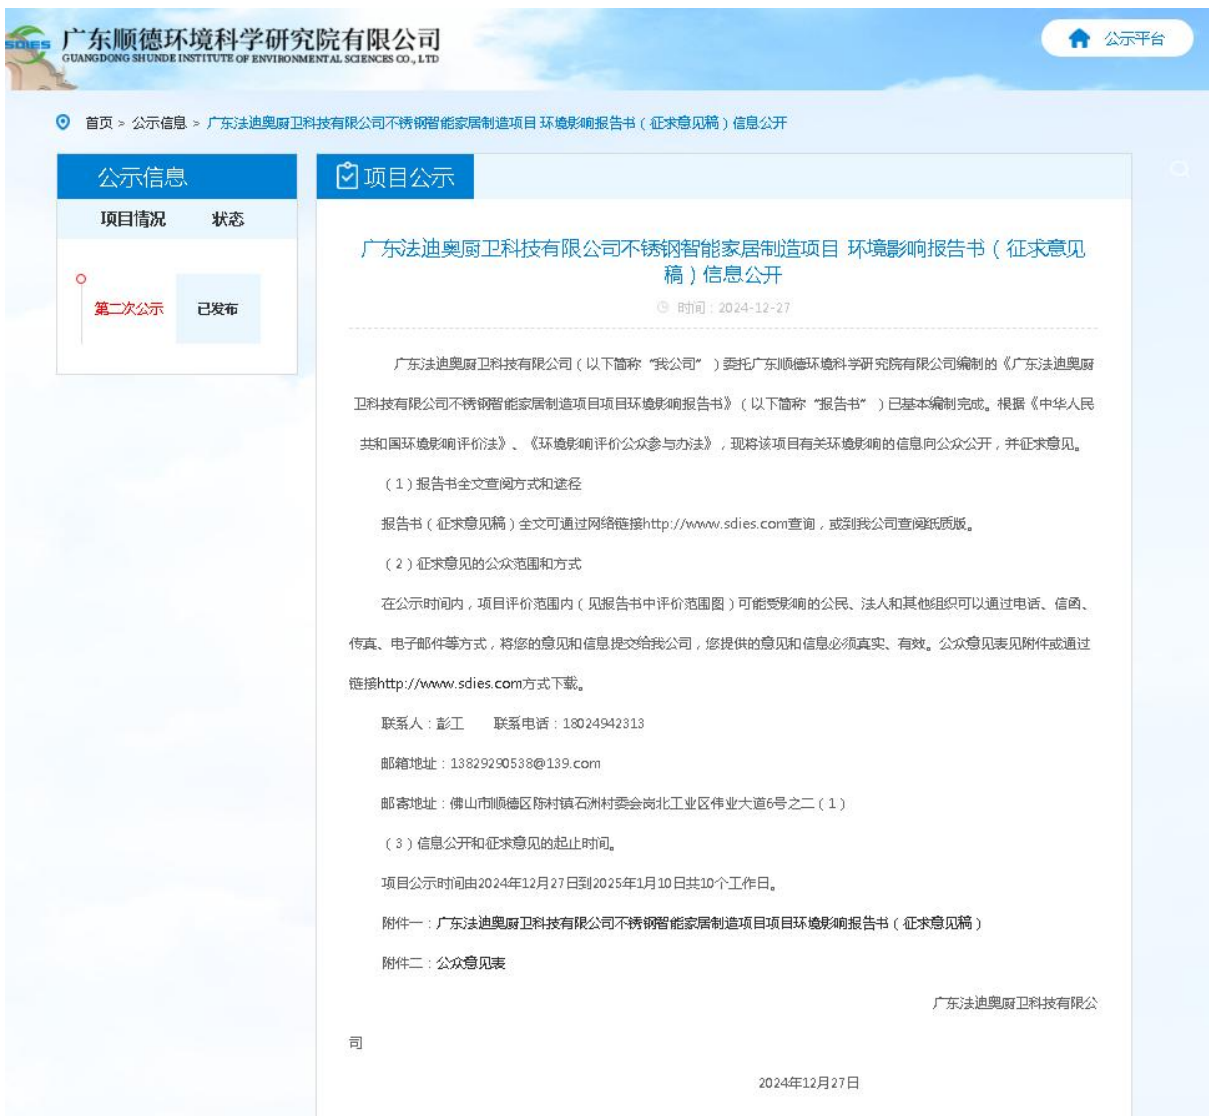 SDIES
广东顺德环境科学研究院有限公司
GUANGDONG SHUNDE INSTITUTE OF ENVIRONMENTAL SCIENCES CO., LTD
公示平台
首页 > 公示信息 > 广东法迪奥厨卫科技有限公司不锈钢智能家居制造项目 环境影响报告书（征求意见稿）信息公开
公示信息
项目情况 状态
第二次公示 已发布
项目公示
广东法迪奥厨卫科技有限公司不锈钢智能家居制造项目 环境影响报告书（征求意见
稿）信息公开
时间：2024-12-27
广东法迪奥厨卫科技有限公司（以下简称“我公司”）委托广东顺德环境科学研究院有限公司编制的《广东法迪奥厨
卫科技有限公司不锈钢智能家居制造项目项目环境影响报告书》（以下简称“报告书”）已基本编制完成。根据《中华人民
共和国环境影响评价法》、《环境影响评价公众参与办法》，现将该项目有关环境影响的信息向公众公开，并征求意见。
（1）报告书全文查阅方式和途径
报告书（征求意见稿）全文可通过网络链接http://www.sdies.com查询，或到我公司查阅纸质版。
（2）征求意见的公众范围和方式
在公示时间内，项目评价范围内（见报告书中评价范围图）可能受影响的公民、法人和其他组织可以通过电话、信函、
传真、电子邮件等方式，将您的意见和信息提交给我公司，您提供的意见和信息必须真实、有效。公众意见表见附件或通过
链接http://www.sdies.com方式下载。
联系人：彭工 联系电话：18024942313
邮箱地址：13829290538@139.com
邮寄地址：佛山市顺德区陈村镇石洲村委会岗北工业区伟业大道6号之二（1）
（3）信息公开和征求意见的起止时间。
项目公示时间由2024年12月27日到2025年1月10日共10个工作日。
附件一：广东法迪奥厨卫科技有限公司不锈钢智能家居制造项目项目环境影响报告书（征求意见稿）
附件二：公众意见表
广东法迪奥厨卫科技有限公
司
2024年12月27日